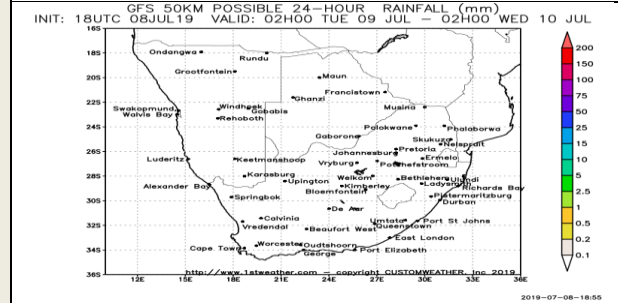 GFS 50KM POSSIBLE 24-HOUR RAINFALL (mm)
INIT: 18UTC 08JUL19 VALID: 02H00 TUE 09 JUL - 02H00 WED 10 JUL
16S
Ondangwa
Rundu
200
Grootfontein
150
20S
Maun
100
Francistown
75
22S
Ghanzi
50
Swakopmund
Windhoek
Gobabis
Musina
Walvis Bay
Rehoboth
25
24S
Polokwane
Phalaborwa
20
Gaborone
Skukuza
15
26S
Johannesburg
Pretoria
Nelspruit
10
Luderitz
Keetmanshoop
Vryburg
Potchefstroom
Ermelo
5
28S
Karasburg
Upington
Welkom
Bethlehem
Ulundi
2.5
Alexander Bay
Kimberley
Ladysmith
Richards Bay
1
Springbok
Bloemfontein
Pietermaritzburg
30S
Durban
0.5
De Aar
Calvinia
Umtata
Port St Johns
0.2
32S
Vredendal
Beaufort West
Queenstown
0.1
East London
34S
Cape Town
Worcester
Oudtshoorn
George
Port Elizabeth
http://www.1stweather.com - copyright CUSTOMWEATHER, Inc 2019
36S
12E 15E 18E 21E 24E 27E 30E 33E
2019-07-08-18:55